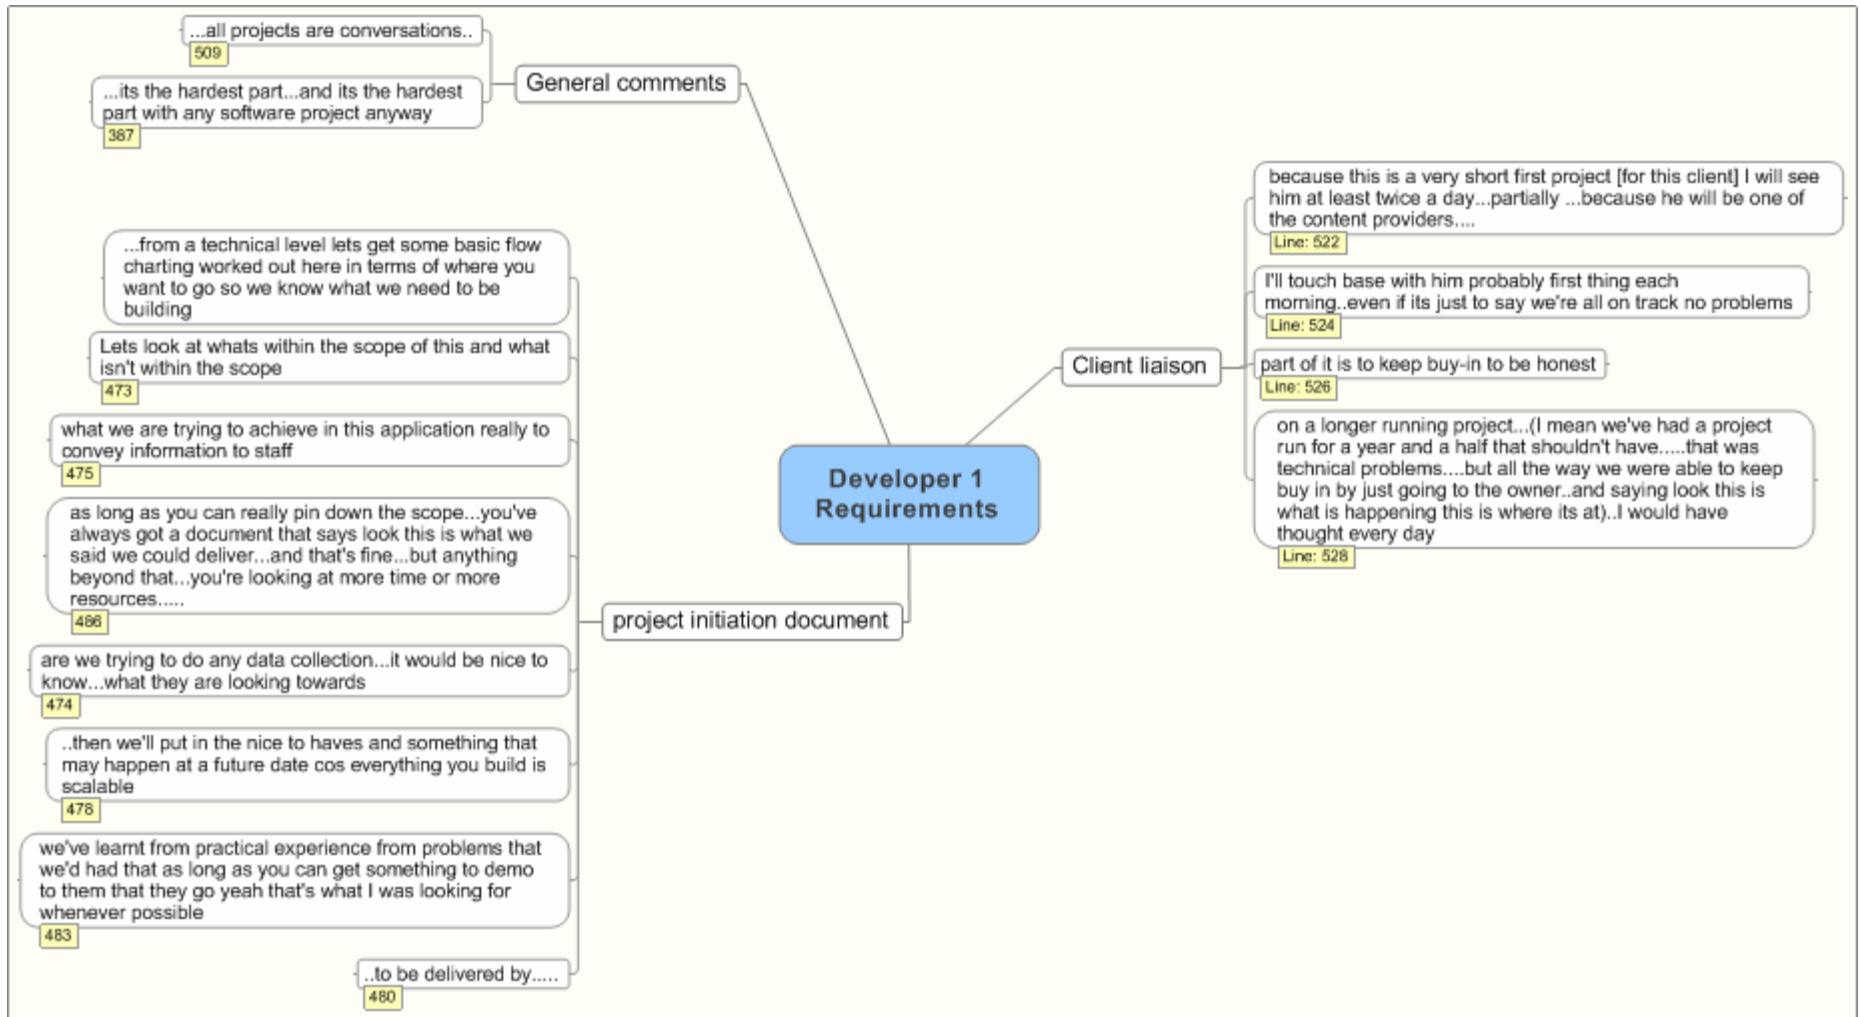 ...all projects are conversations..
509
...its the hardest part...and its the hardest
part with any software project anyway
387
General comments
...from a technical level lets get some basic flow
charting worked out here in terms of where you
want to go so we know what we need to be
building
Lets look at whats within the scope of this and what
isn't within the scope
473
what we are trying to achieve in this application really to
convey information to staff
475
as long as you can really pin down the scope...you've
always got a document that says look this is what we
said we could deliver...and that's fine...but anything
beyond that...you're looking at more time or more
resources.....
486
are we trying to do any data collection...it would be nice to
know...what they are looking towards
474
..then we'll put in the nice to haves and something that
may happen at a future date cos everything you build is
scalable
478
we've learnt from practical experience from problems that
we'd had that as long as you can get something to demo
to them that they go yeah that's what I was looking for
whenever possible
483
..to be delivered by.....
480
project initiation document
Developer 1
Requirements
Client liaison
because this is a very short first project [for this client] I will see
him at least twice a day...partially ...because he will be one of
the content providers....
Line: 522
I'll touch base with him probably first thing each
morning..even if its just to say we're all on track no problems
Line: 524
part of it is to keep buy-in to be honest
Line: 526
on a longer running project...(I mean we've had a project
run for a year and a half that shouldn't have.....that was
technical problems....but all the way we were able to keep
buy in by just going to the owner..and saying look this is
what is happening this is where its at)..I would have
thought every day
Line: 528